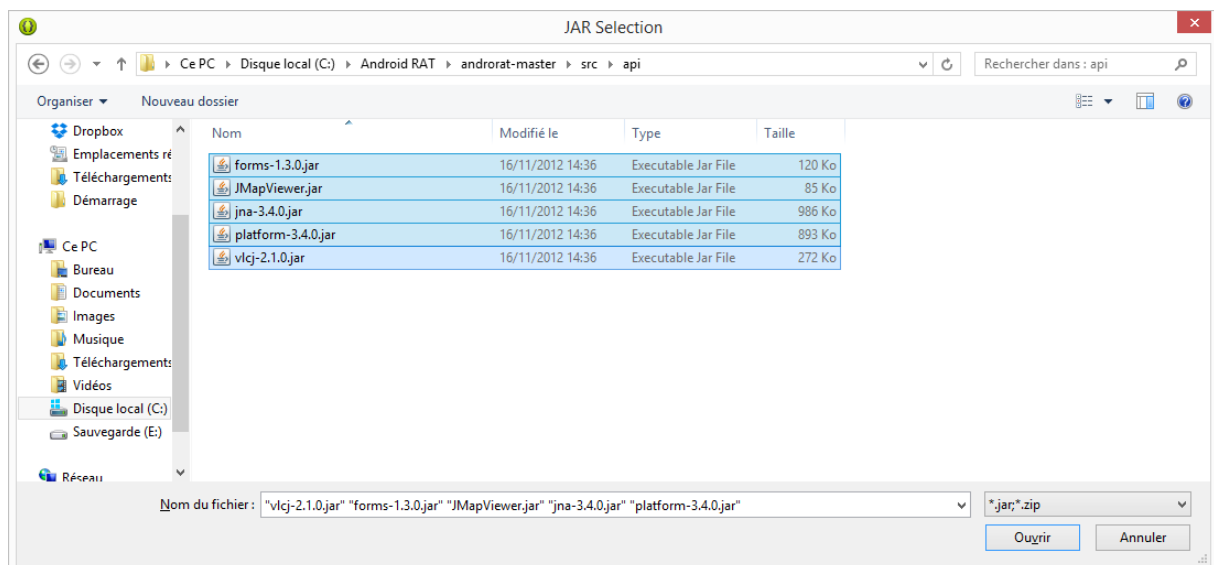 JAR Selection
Ce PC Disque local (C:) Android RAT androrat-master src api
Rechercher dans : api
Organiser Nouveau dossier
Dropbox
Emplacements ré
Téléchargements
Démarrage
Ce PC
Bureau
Documents
Images
Musique
Téléchargements
Vidéos
Disque local (C:)
Sauvegarde (E:)
Réseau
Nom Modifié le Type Taille
forms-1.3.0.jar 16/11/2012 14:36 Executable Jar File 120 Ko
JMapViewer.jar 16/11/2012 14:36 Executable Jar File 85 Ko
jna-3.4.0.jar 16/11/2012 14:36 Executable Jar File 986 Ko
platform-3.4.0.jar 16/11/2012 14:36 Executable Jar File 893 Ko
vlcj-2.1.0.jar 16/11/2012 14:36 Executable Jar File 272 Ko
Nom du fichier : "vlcj-2.1.0.jar" "forms-1.3.0.jar" "JMapViewer.jar" "jna-3.4.0.jar" "platform-3.4.0.jar"
*.jar;*.zip
Ouvrir Annuler